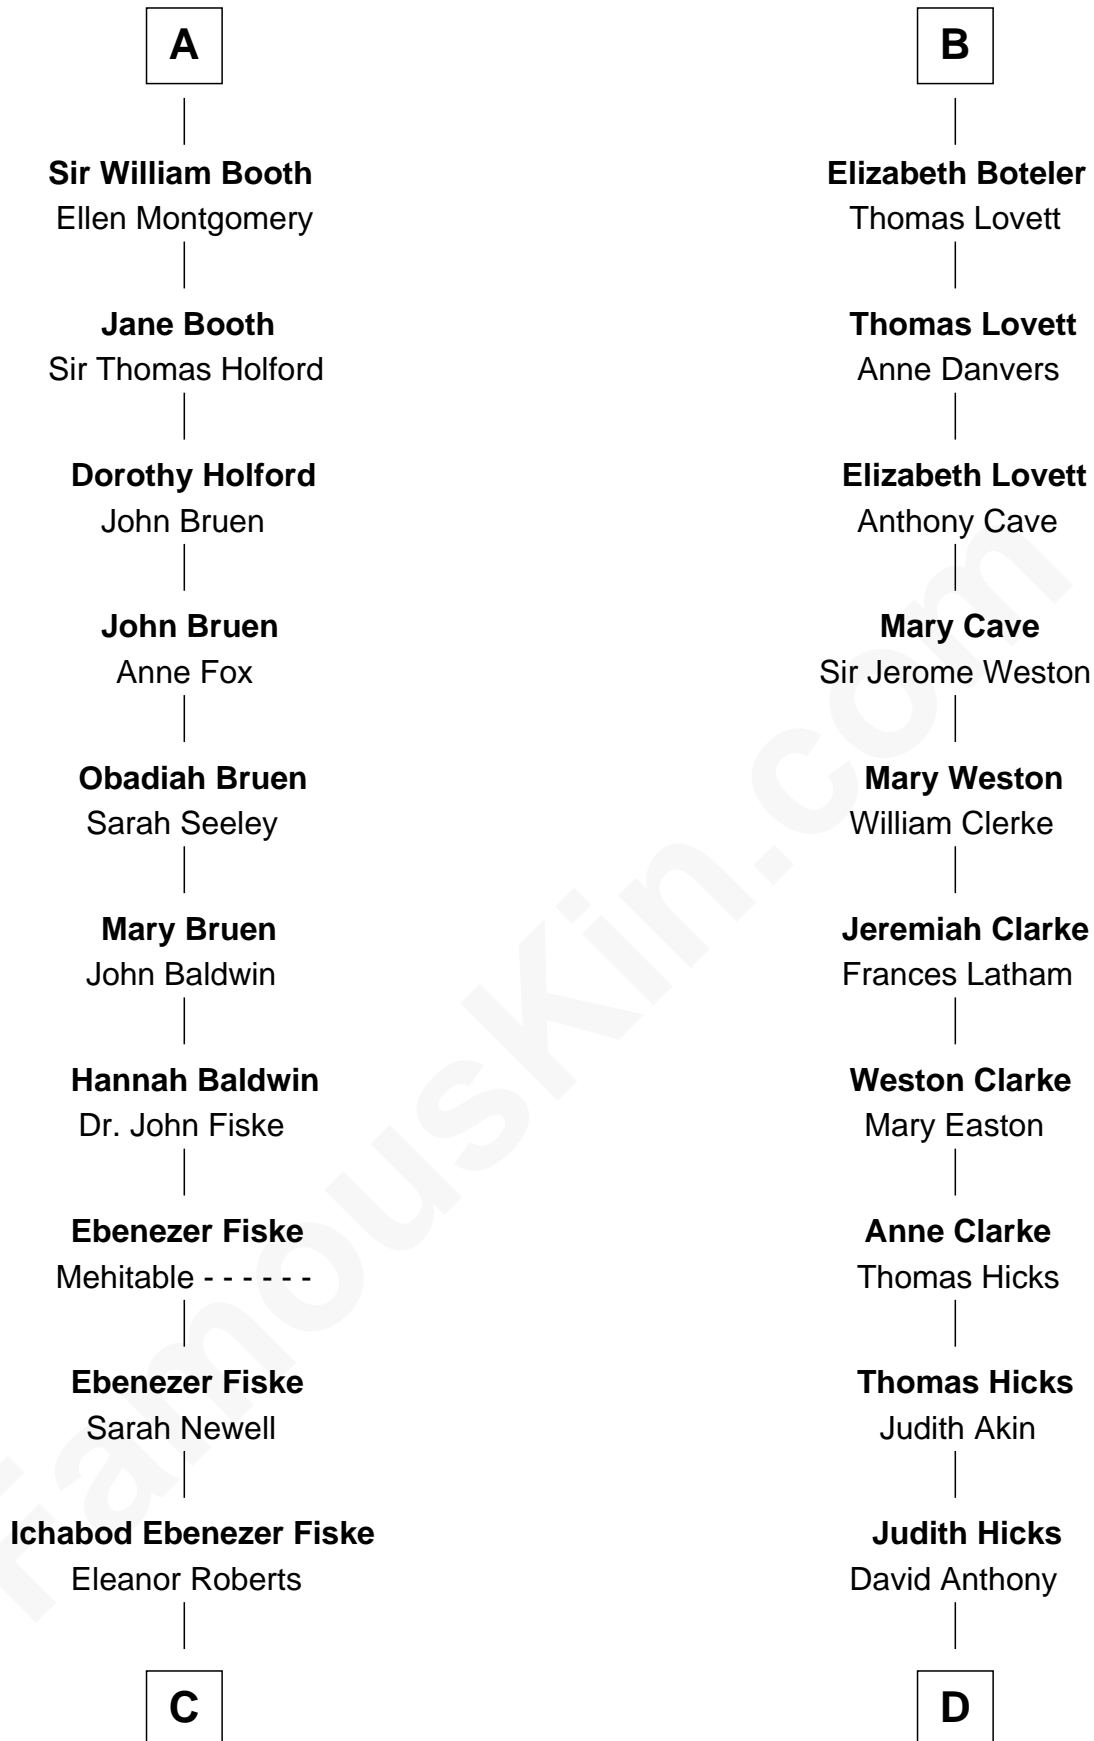 A
Sir William Booth
Ellen Montgomery
Jane Booth
Sir Thomas Holford
Dorothy Holford
John Bruen
John Bruen
Anne Fox
Obadiah Bruen
Sarah Seeley
Mary Bruen
John Baldwin
Hannah Baldwin
Dr. John Fiske
Ebenezer Fiske
Mehitable - - - - - -
Ebenezer Fiske
Sarah Newell
Ichabod Ebenezer Fiske
Eleanor Roberts
C
B
Elizabeth Boteler
Thomas Lovett
Thomas Lovett
Anne Danvers
Elizabeth Lovett
Anthony Cave
Mary Cave
Sir Jerome Weston
Mary Weston
William Clerke
Jeremiah Clarke
Frances Latham
Weston Clarke
Mary Easton
Anne Clarke
Thomas Hicks
Thomas Hicks
Judith Akin
Judith Hicks
David Anthony
D
FamousKin.com